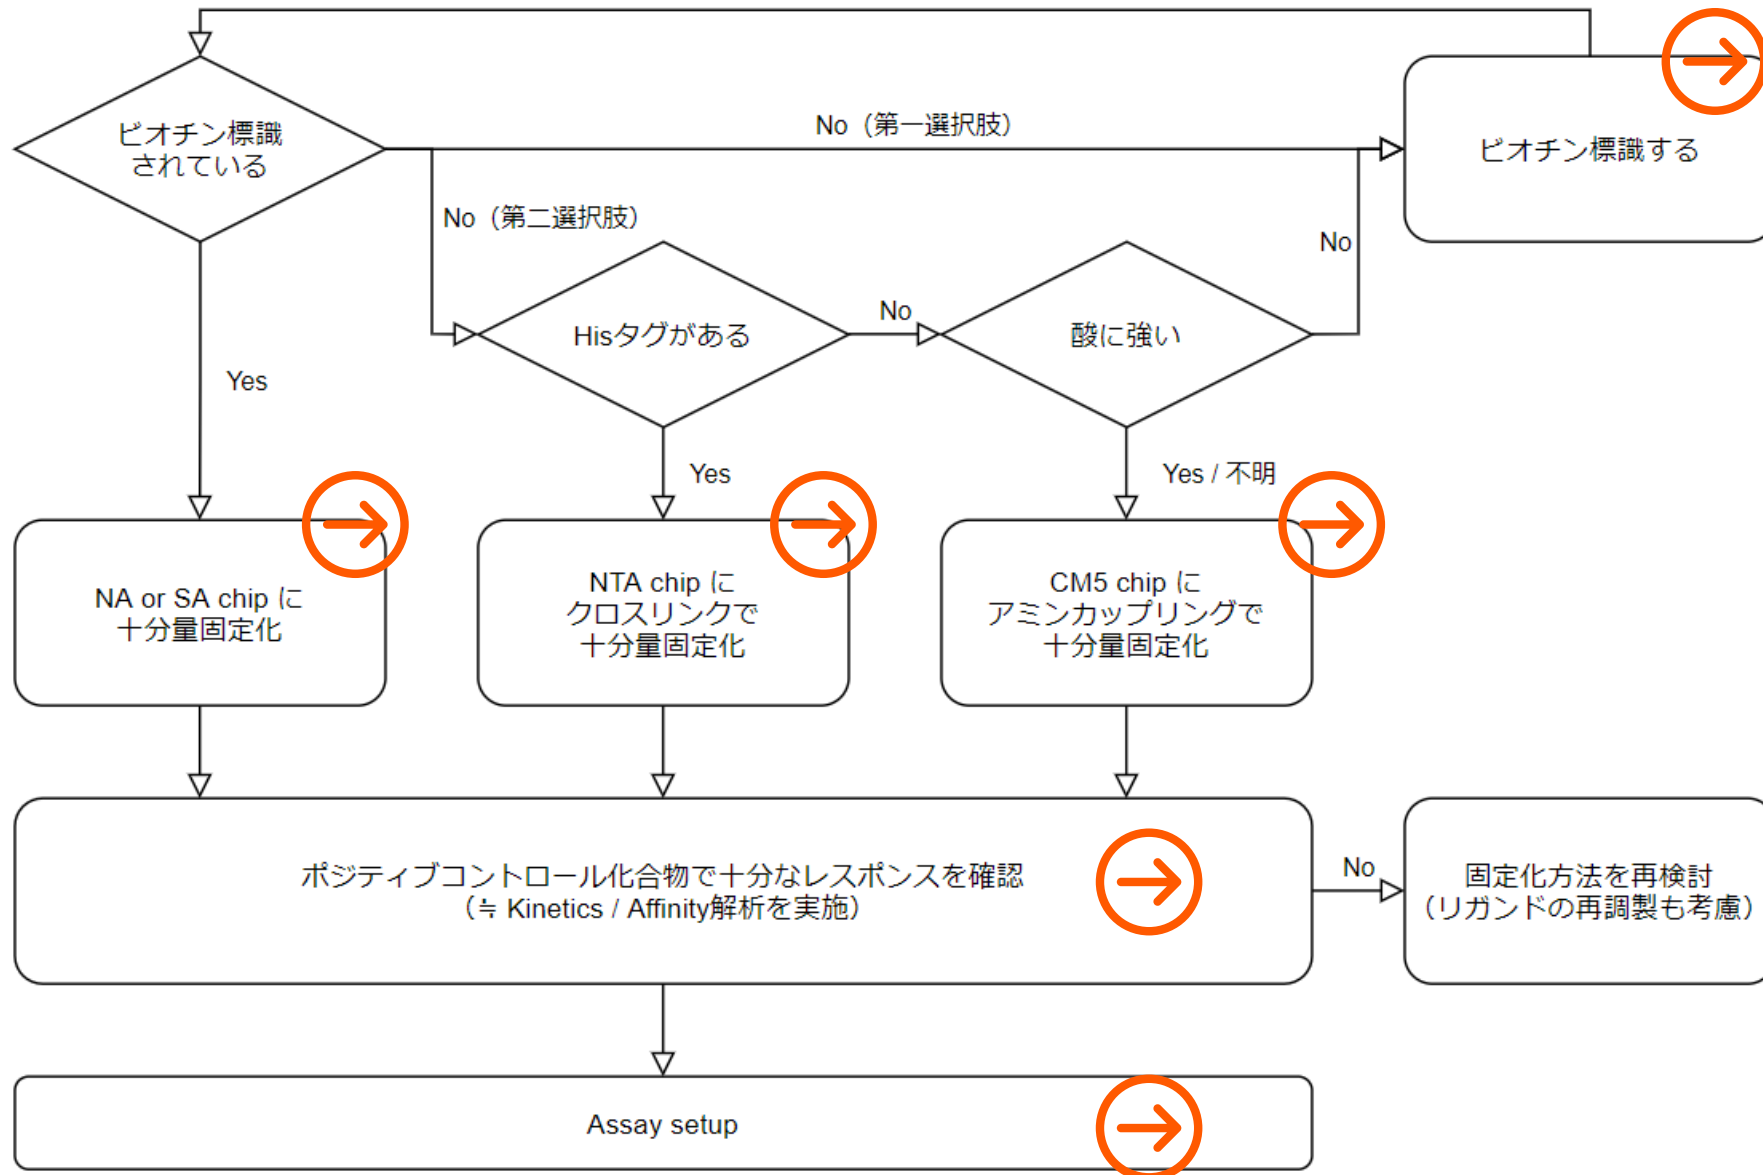 ビオチン標識
されている
No（第一選択肢）
ビオチン標識する
No（第二選択肢）
No
Hisタグがある
No
酸に強い
Yes
Yes
Yes / 不明
NA or SA chip に
十分量固定化
NTA chip に
クロスリンクで
十分量固定化
CM5 chip に
アミンカップリングで
十分量固定化
ポジティブコントロール化合物で十分なレスポンスを確認
（≒ Kinetics / Affinity解析を実施）
No
固定化方法を再検討
（リガンドの再調製も考慮）
Assay setup